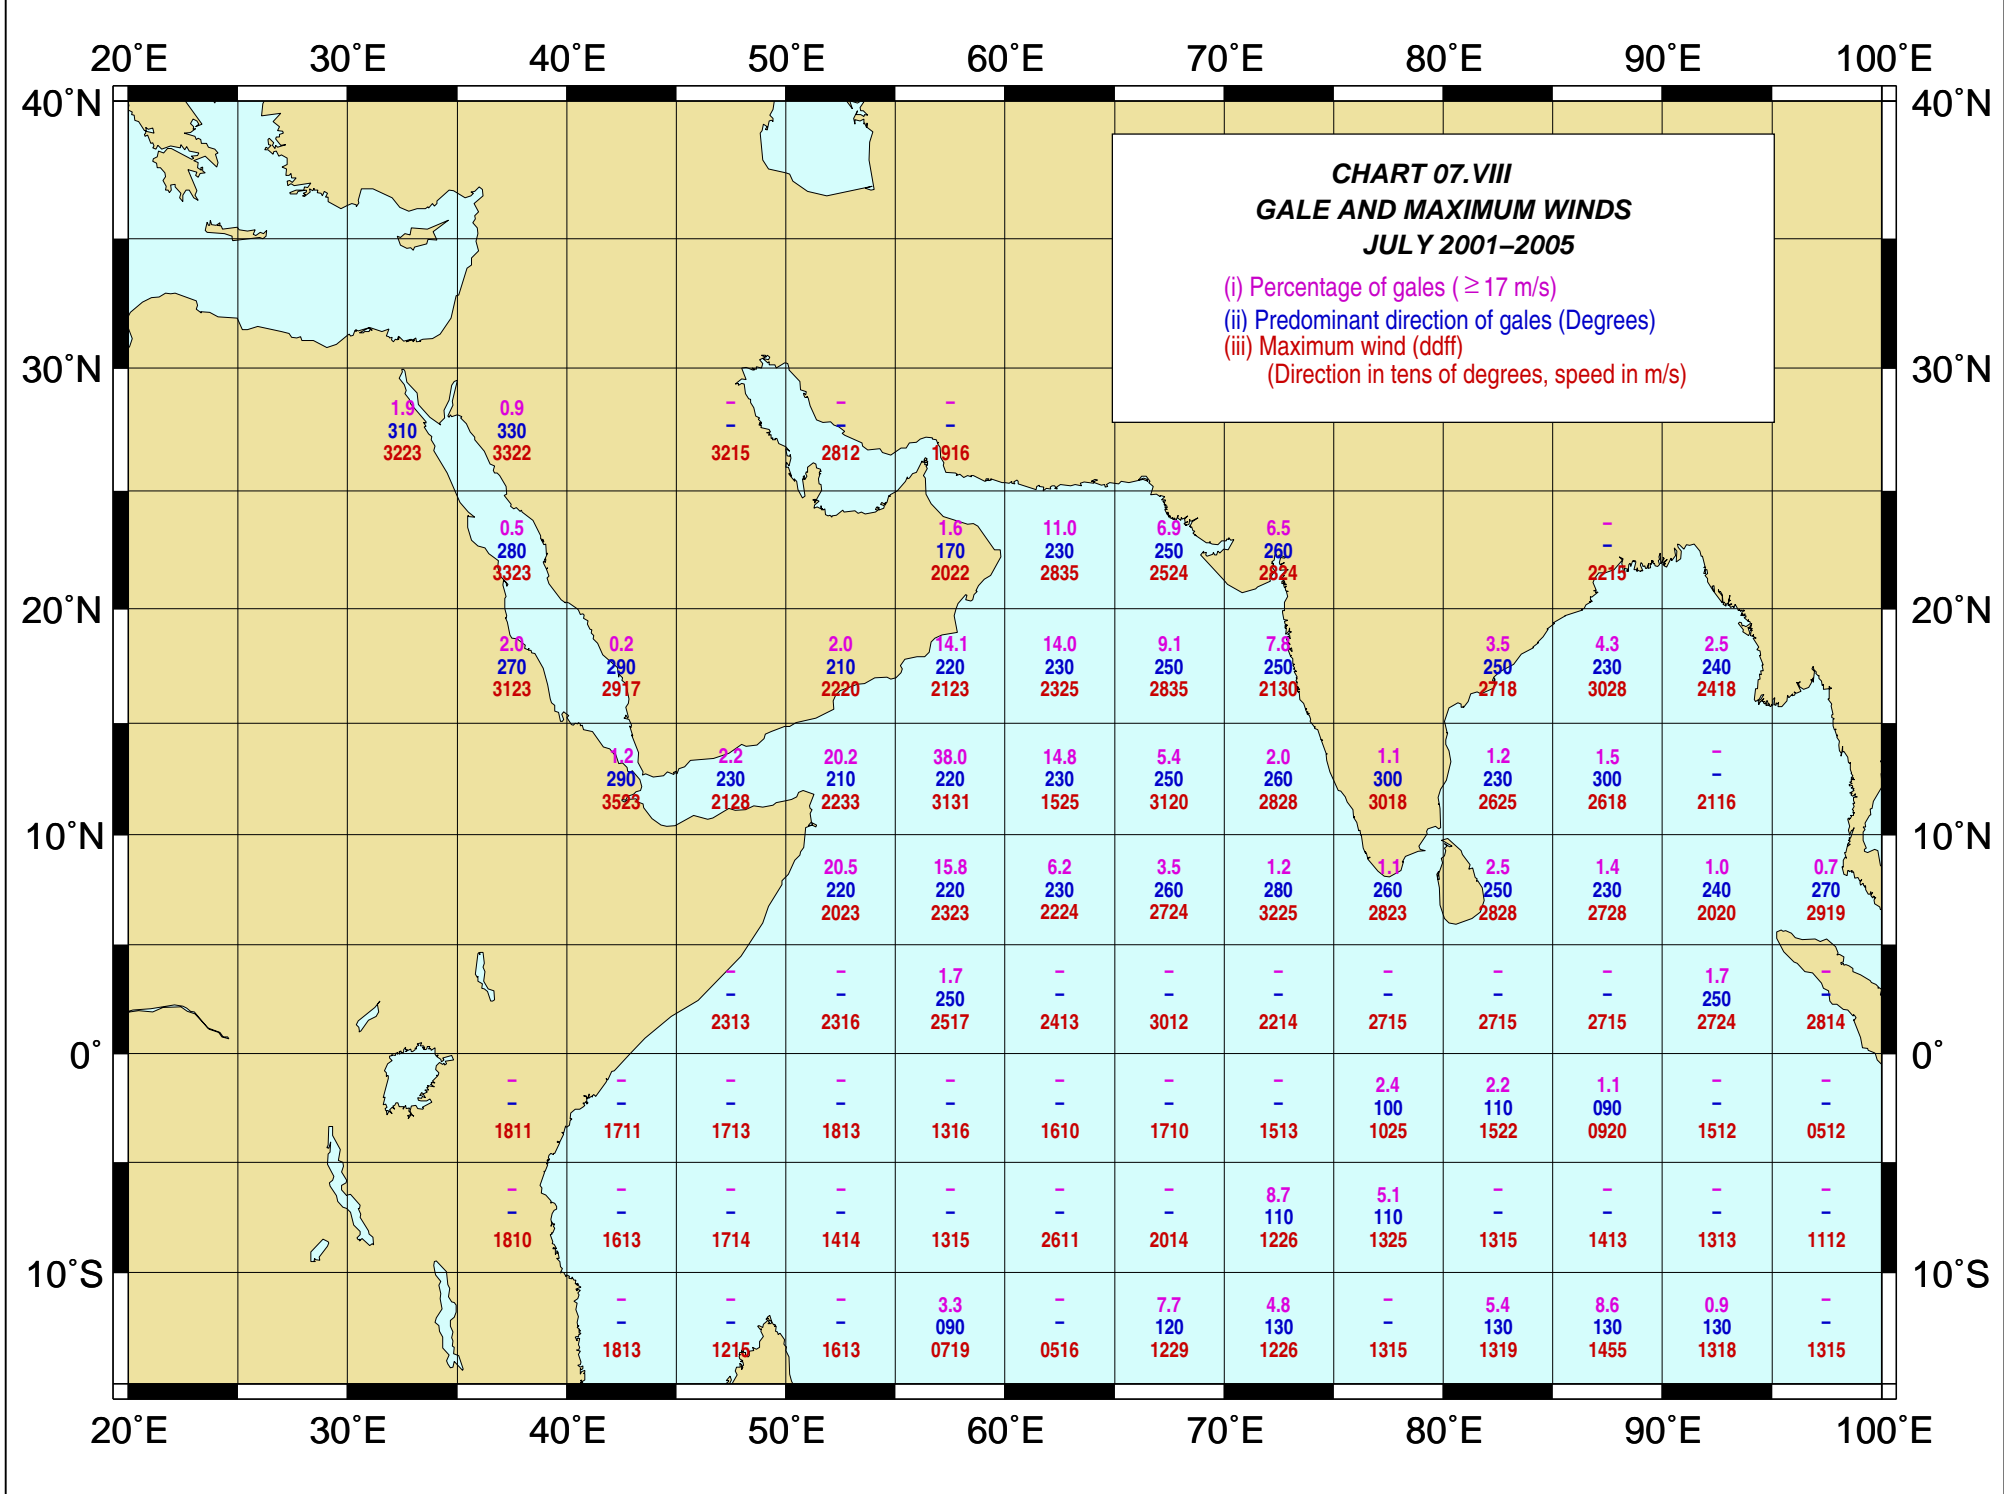 20˚E 30˚E 40˚E 50˚E 60˚E 70˚E 80˚E 90˚E 100˚E
40˚N 40˚N
CHART 07.VIII
GALE AND MAXIMUM WINDS
JULY 2001–2005
(i) Percentage of gales ( ≥ 17 m/s)
(ii) Predominant direction of gales (Degrees)
(iii) Maximum wind (ddff)
(Direction in tens of degrees, speed in m/s)
30˚N 30˚N
1.9 0.9 – – –
310 330 – – –
3223 3322 3215 2812 1916
0.5 1.6 11.0 6.9 6.5 –
280 170 230 250 260 –
3323 2022 2835 2524 2824 2215
20˚N 20˚N
2.0 0.2 2.0 14.1 14.0 9.1 7.8 3.5 4.3 2.5
270 290 210 220 230 250 250 250 230 240
3123 2917 2220 2123 2325 2835 2130 2718 3028 2418
1.2 2.2 20.2 38.0 14.8 5.4 2.0 1.1 1.2 1.5 –
290 230 210 220 230 250 260 300 230 300 –
3523 2128 2233 3131 1525 3120 2828 3018 2625 2618 2116
10˚N 10˚N
20.5 15.8 6.2 3.5 1.2 1.1 2.5 1.4 1.0 0.7
220 220 230 260 280 260 250 230 240 270
2023 2323 2224 2724 3225 2823 2828 2728 2020 2919
– – 1.7 – – – – – – 1.7 –
– – 250 – – – – – – 250 –
2313 2316 2517 2413 3012 2214 2715 2715 2715 2724 2814
0˚ 0˚
– – – – – – – – 2.4 2.2 1.1 – –
– – – – – – – – 100 110 090 – –
1811 1711 1713 1813 1316 1610 1710 1513 1025 1522 0920 1512 0512
– – – – – – – 8.7 5.1 – – – –
– – – – – – – 110 110 – – – –
1810 1613 1714 1414 1315 2611 2014 1226 1325 1315 1413 1313 1112
10˚S 10˚S
– – – 3.3 – 7.7 4.8 – 5.4 8.6 0.9 –
– – – 090 – 120 130 – 130 130 130 –
1813 1215 1613 0719 0516 1229 1226 1315 1319 1455 1318 1315
20˚E 30˚E 40˚E 50˚E 60˚E 70˚E 80˚E 90˚E 100˚E